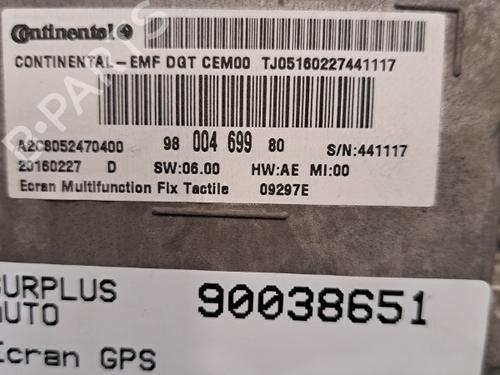 Continental
CONTINENTAL-EMF DGT CEM00 TJ05160227441117
A2C8052470400 98 004 699 80 S/N:441117
20160227 D SW:06.00 HW:AE MI:00
Ecran Multifunction Fix Tactile 09297E
B-PARTS
SURPLUS
AUTO
90038651
Ecran GPS